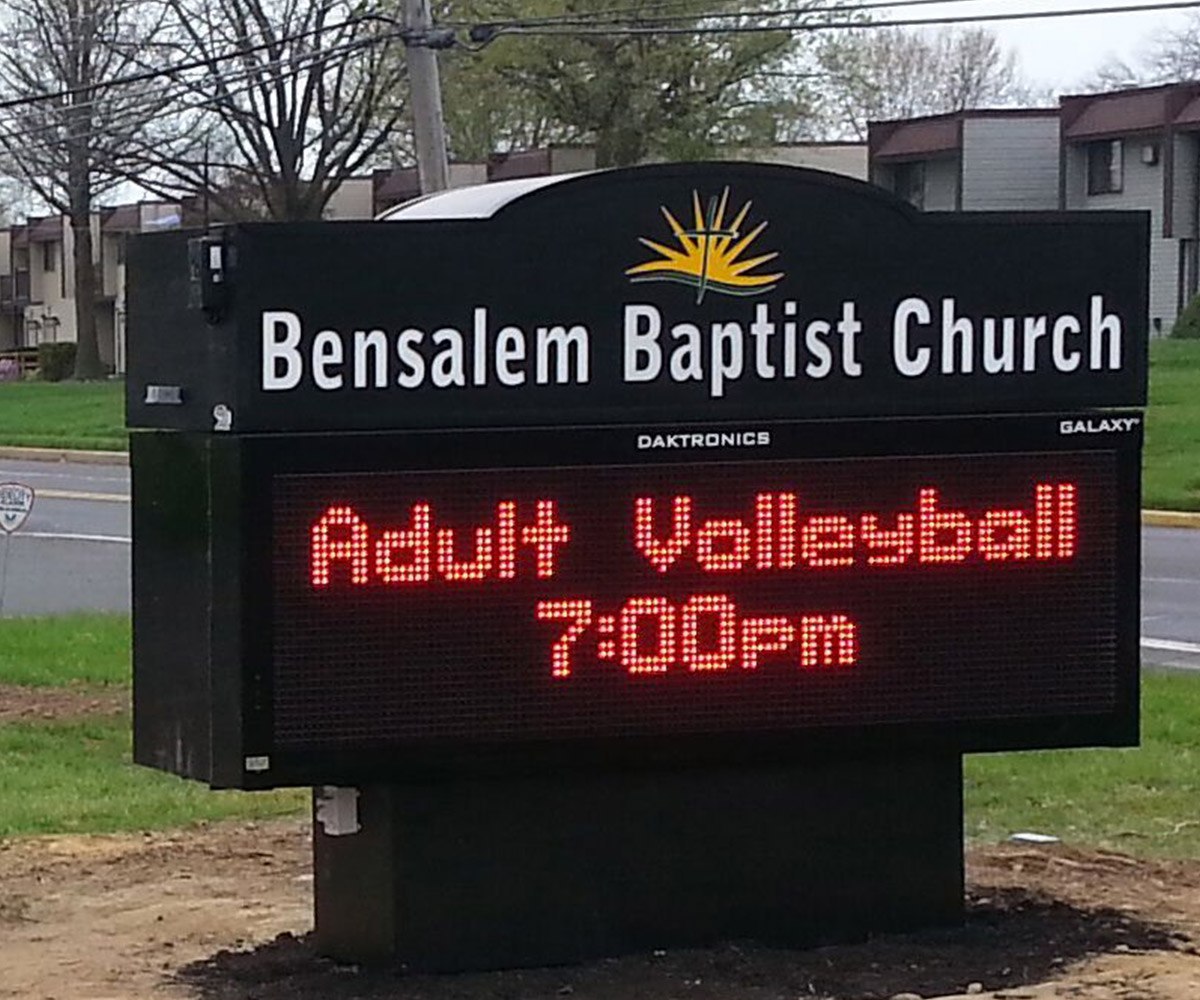 Bensalem Baptist Church
DAKTRONICS
GALAXY
Adult Volleyball
7:00pm